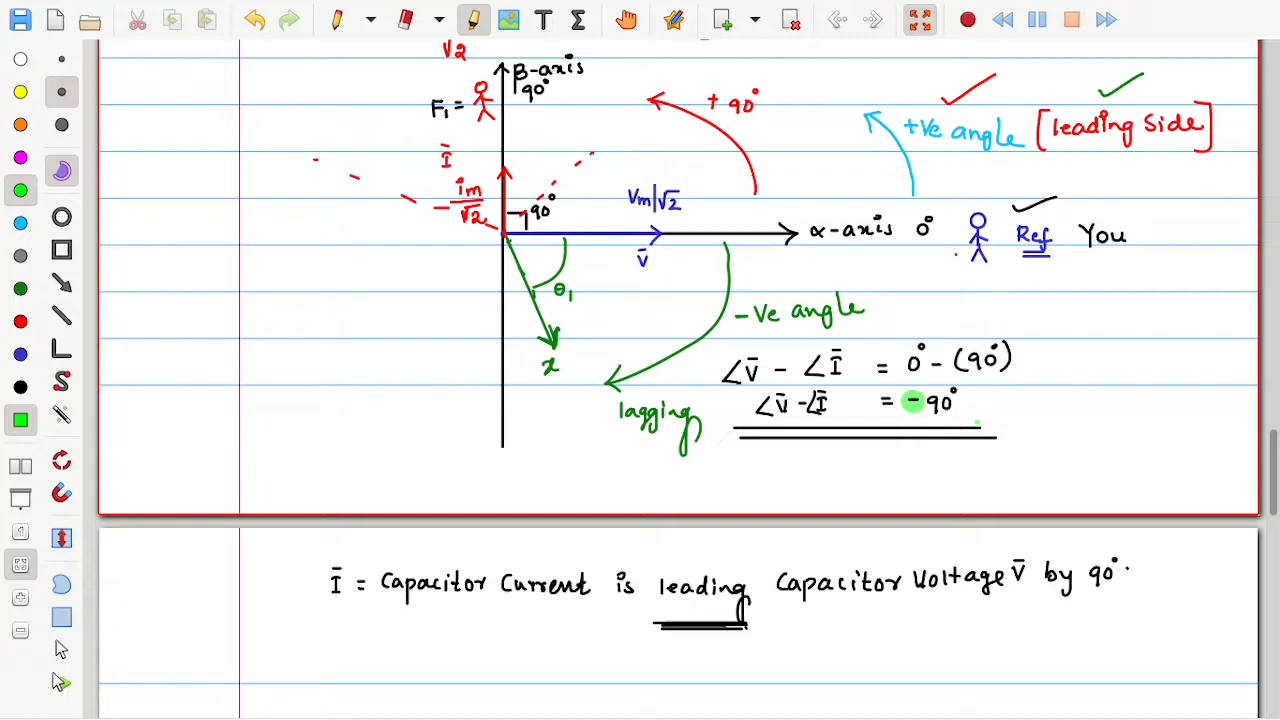 √2
β-axis
90°
F₁ =
+90°
+ve angle [leading side]
Ī
im
—
√2
90°
Vm|√2
α-axis 0° Ref You
V̄
θ₁
-ve angle
x
∠V̄ - ∠Ī = 0° - (90°)
lagging
∠V̄ - ∠Ī = -90°
Ī = Capacitor Current is leading Capacitor Voltage V̄ by 90°.